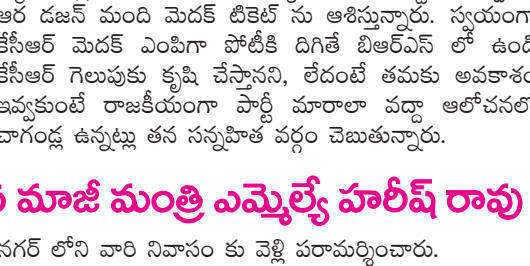 ఆర డజన్ మంది మెదక్ టికెట్ ను ఆశిస్తున్నారు. స్వయంగా
కేసీఆర్ మెదక్ ఎంపిగా పోటీకి దిగితే బిఆర్ఎస్ లో ఉండి
కేసీఆర్ గెలుపుకు కృషి చేస్తానని, లేదంటే తమకు అవకాశం
ఇవ్వకుంటే రాజకీయంగా పార్టీ మారాలా వద్దా ఆలోచనలో
చాగండ్ల ఉన్నట్లు తన సన్నిహిత వర్గం చెబుతున్నారు.
మాజీ మంత్రి ఎమ్మెల్యే హరీష్ రావు
నగర్ లోని వారి నివాసం కు వెళ్లి పరామర్శించారు.